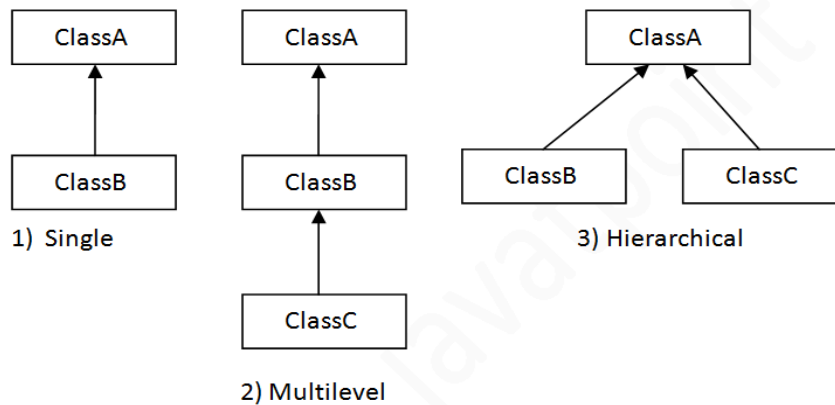 ClassA
ClassB
1) Single
ClassA
ClassB
ClassC
2) Multilevel
ClassA
ClassB
ClassC
3) Hierarchical